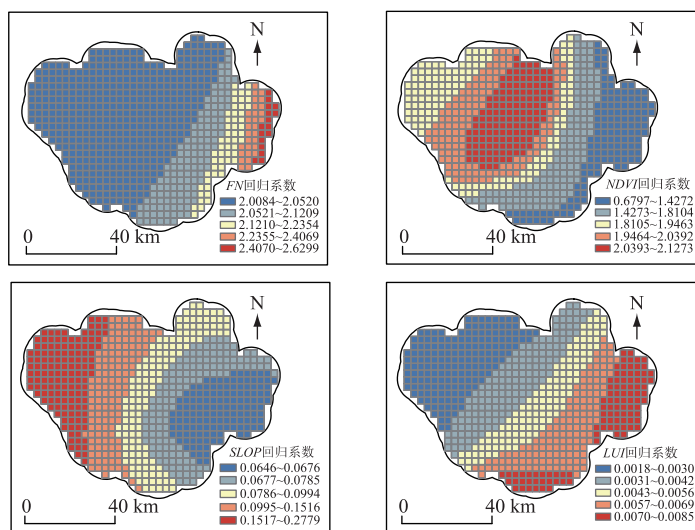 N
FN回归系数
2.0084~2.0520
2.0521~2.1209
2.1210~2.2354
2.2355~2.4069
2.4070~2.6299
0 40 km
N
NDVI回归系数
0.6797~1.4272
1.4273~1.8104
1.8105~1.9463
1.9464~2.0392
2.0393~2.1273
0 40 km
N
SLOP回归系数
0.0646~0.0676
0.0677~0.0785
0.0786~0.0994
0.0995~0.1516
0.1517~0.2779
0 40 km
N
LUI回归系数
0.0018~0.0030
0.0031~0.0042
0.0043~0.0056
0.0057~0.0069
0.0070~0.0085
0 40 km